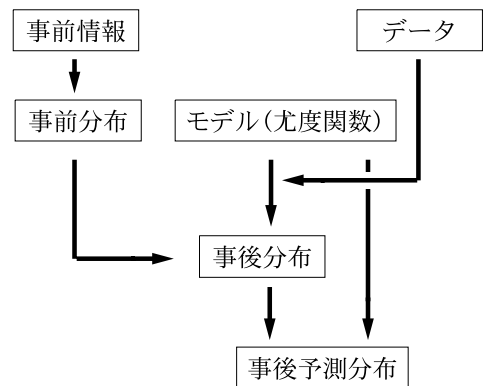 事前情報
データ
事前分布
モデル(尤度関数)
事後分布
事後予測分布